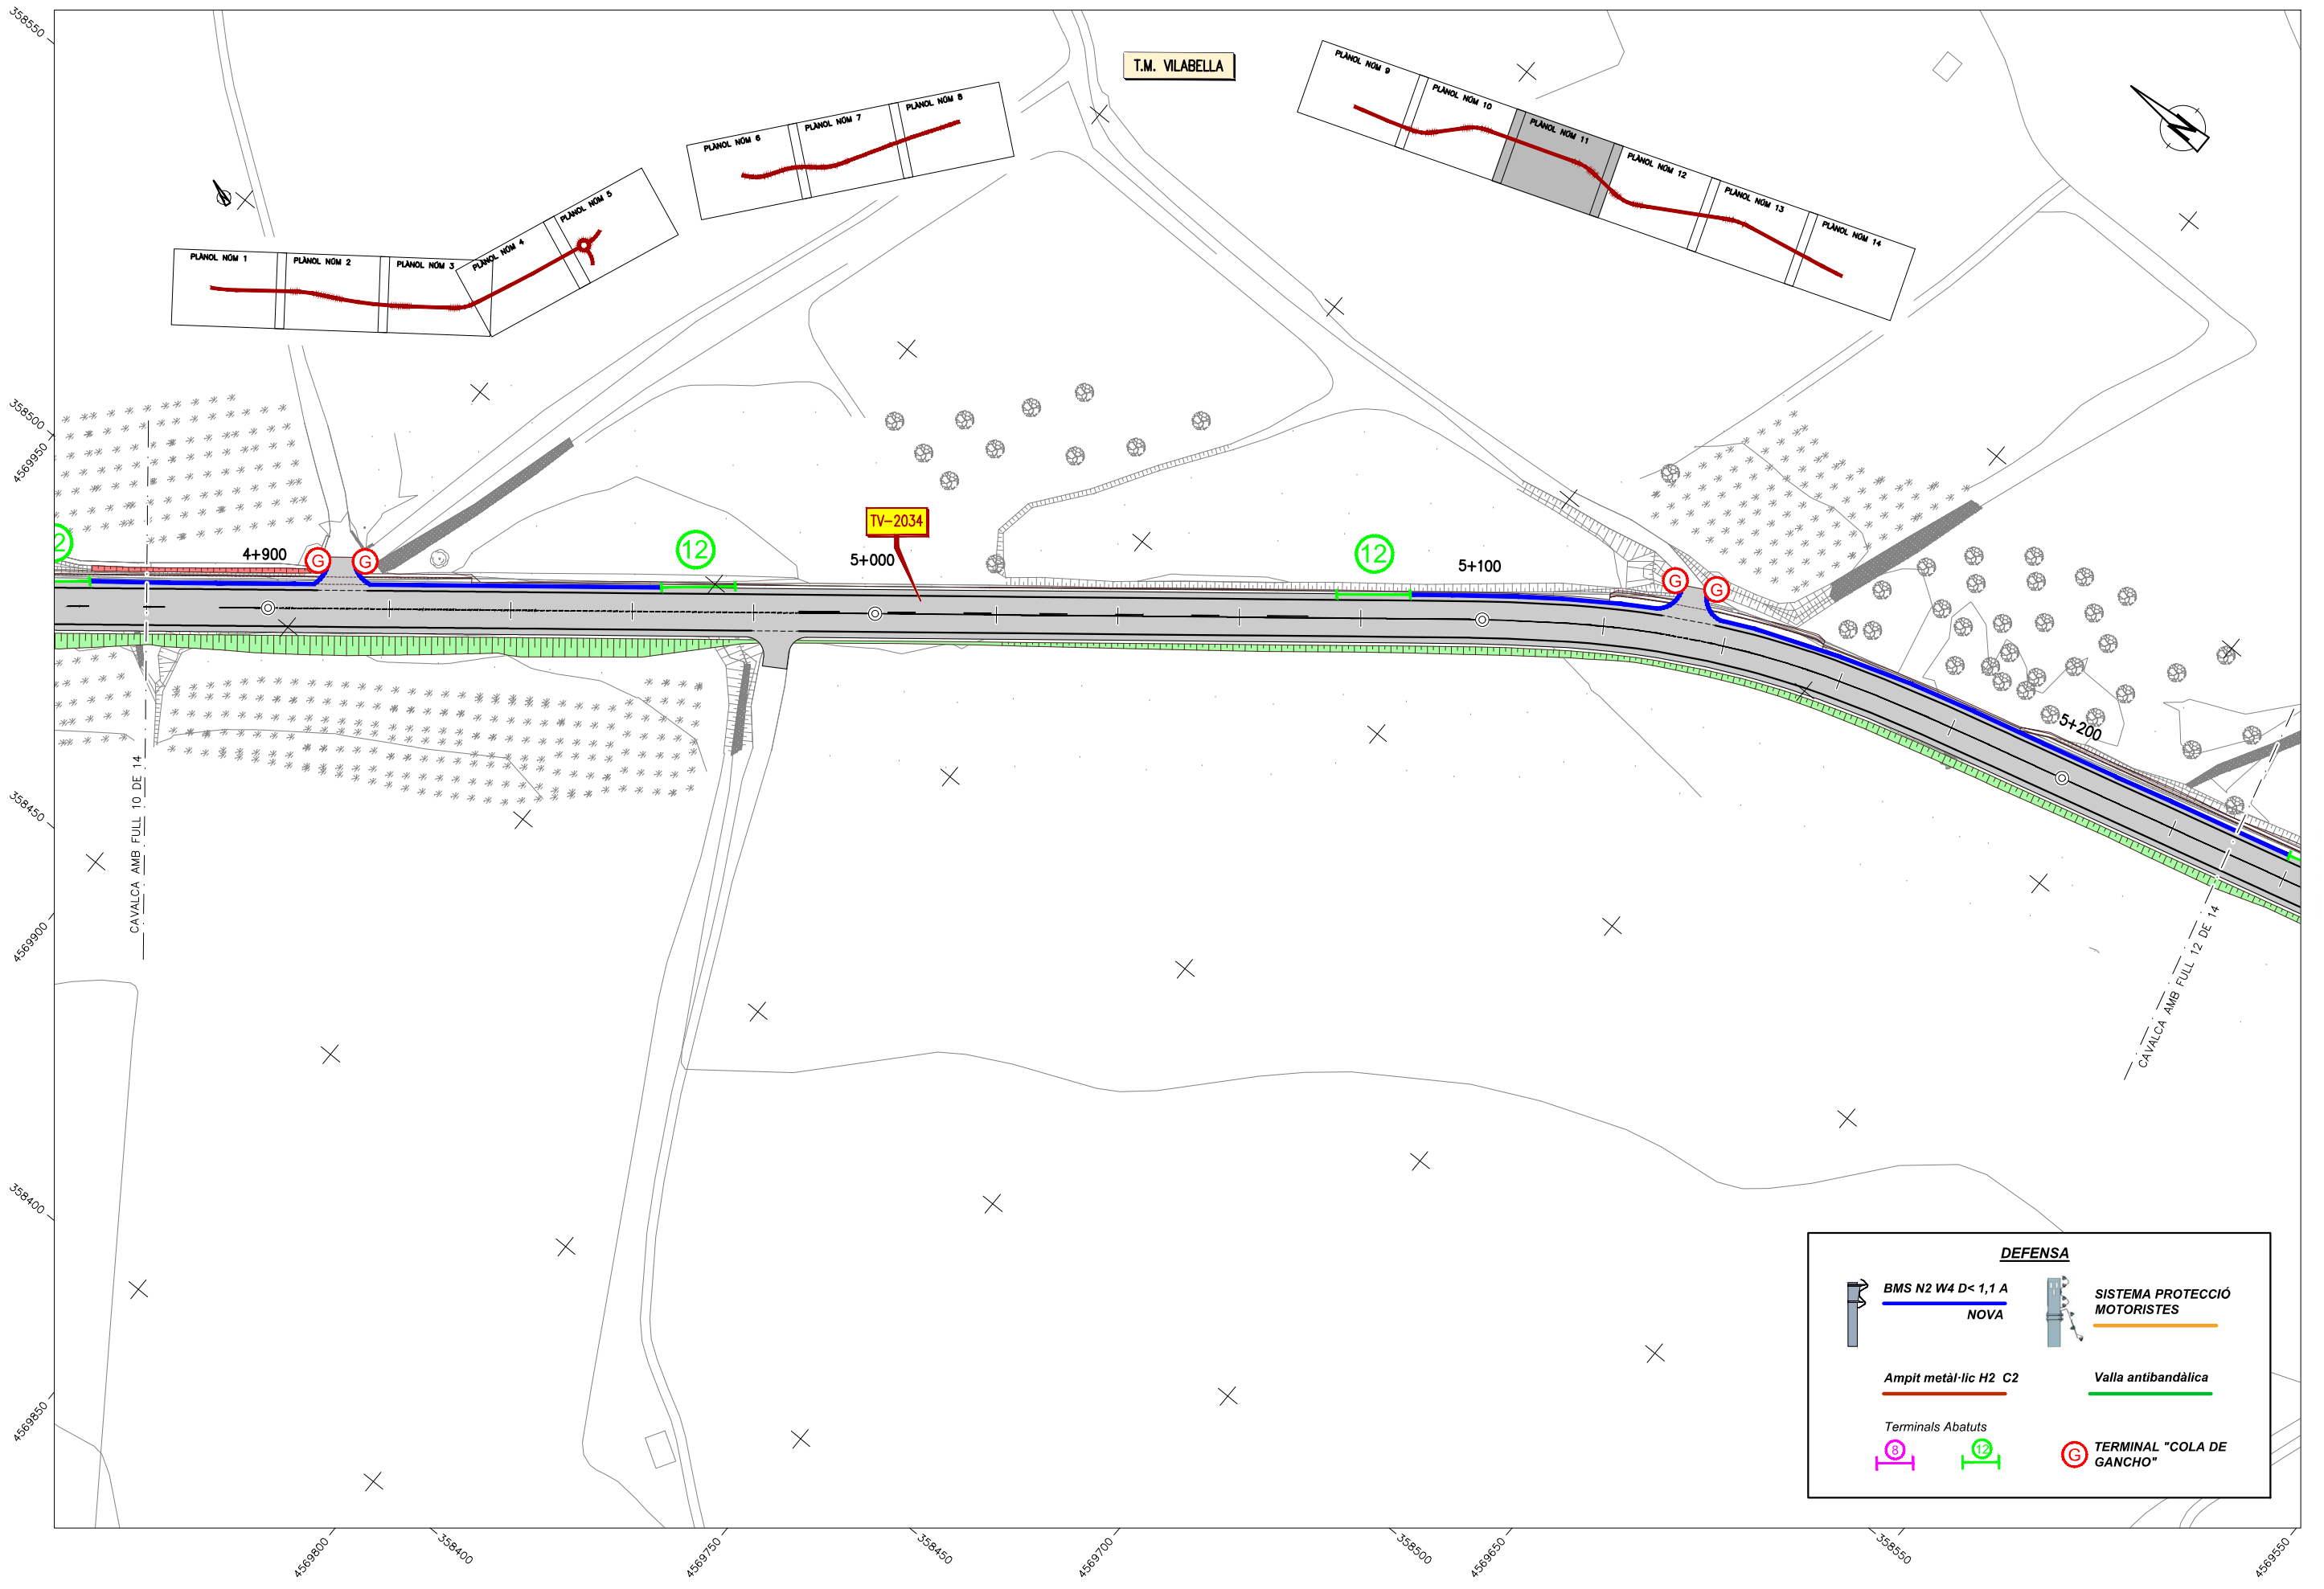 358550
T.M. VILABELLA
PLÀNOL NÚM 9
PLÀNOL NÚM 10
PLÀNOL NÚM 11
PLÀNOL NÚM 12
PLÀNOL NÚM 13
PLÀNOL NÚM 14
N
PLÀNOL NÚM 6
PLÀNOL NÚM 7
PLÀNOL NÚM 8
PLÀNOL NÚM 1
PLÀNOL NÚM 2
PLÀNOL NÚM 3
PLÀNOL NÚM 4
PLÀNOL NÚM 5
358500
4569950
2
4+900
G
G
12
TV-2034
5+000
12
5+100
G
G
5+200
358450
CAVALCA AMB FULL 10 DE 14
4569900
CAVALCA AMB FULL 12 DE 14
358400
4569850
DEFENSA
BMS N2 W4 D< 1,1 A
NOVA
SISTEMA PROTECCIÓ
MOTORISTES
Ampit metàl·lic H2 C2
Valla antibandàlica
Terminals Abatuts
8
12
G
TERMINAL "COLA DE
GANCHO"
4569800
358400
4569750
358450
4569700
358500
4569650
358550
4569550